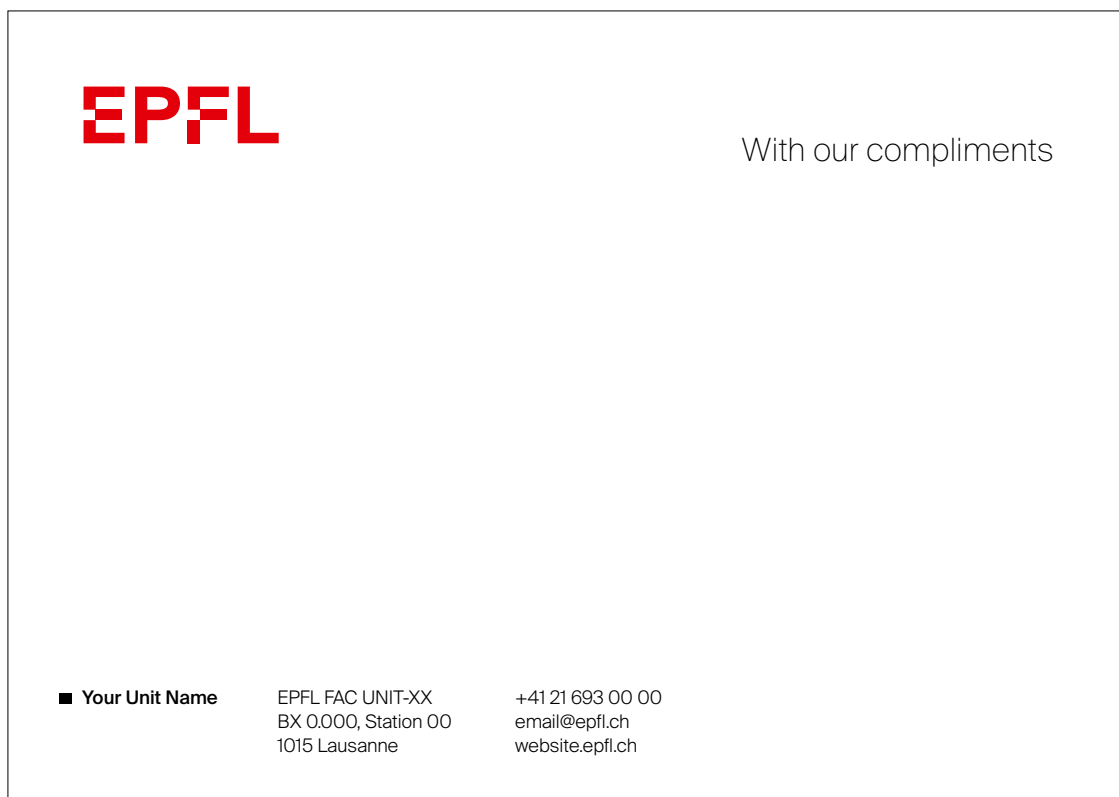 EPFL
With our compliments
Your Unit Name
EPFL FAC UNIT-XX
BX 0.000, Station 00
1015 Lausanne
+41 21 693 00 00
email@epfl.ch
website.epfl.ch